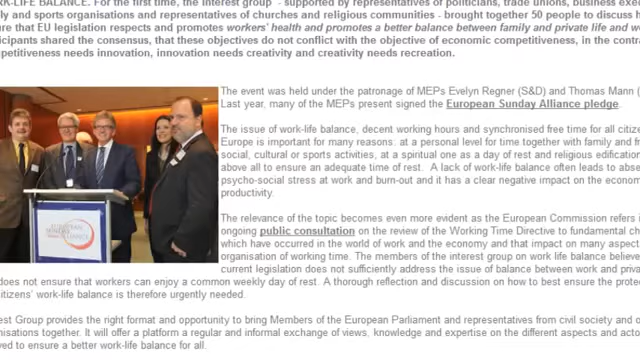 RK-LIFE BALANCE. For the first time, the interest group - supported by representatives of politicians, trade unions, business exec
ily and sports organisations and representatives of churches and religious communities - brought together 50 people to discuss h
ure that EU legislation respects and promotes workers' health and promotes a better balance between family and private life and w
ticipants shared the consensus, that these objectives do not conflict with the objective of economic competitiveness, in the contr
petitiveness needs innovation, innovation needs creativity and creativity needs recreation.
The event was held under the patronage of MEPs Evelyn Regner (S&D) and Thomas Mann (
Last year, many of the MEPs present signed the European Sunday Alliance pledge.
The issue of work-life balance, decent working hours and synchronised free time for all citize
Europe is important for many reasons: at a personal level for time together with family and fr
social, cultural or sports activities, at a spiritual one as a day of rest and religious edification
above all to ensure an adequate time of rest. A lack of work-life balance often leads to abse
psycho-social stress at work and burn-out and it has a clear negative impact on the econom
productivity.
The relevance of the topic becomes even more evident as the European Commission refers i
ongoing public consultation on the review of the Working Time Directive to fundamental ch
which have occurred in the world of work and the economy and that impact on many aspect
organisation of working time. The members of the interest group on work life balance believe
current legislation does not sufficiently address the issue of balance between work and priva
does not ensure that workers can enjoy a common weekly day of rest. A thorough reflection and discussion on how to best ensure the prote
citizens' work-life balance is therefore urgently needed.
est Group provides the right format and opportunity to bring Members of the European Parliament and representatives from civil society and o
nisations together. It will offer a platform a regular and informal exchange of views, knowledge and expertise on the different aspects and acto
ved to ensure a better work-life balance for all.
EUROPEAN
SUNDAY
ALLIANCE